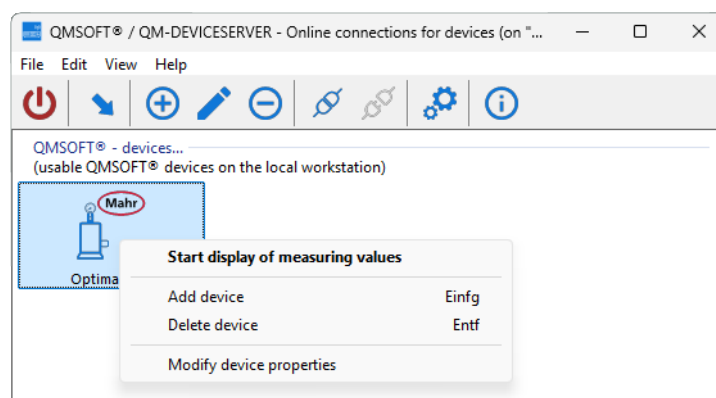 QMSOFT® / QM-DEVICESERVER - Online connections for devices (on "...
File Edit View Help
QMSOFT® - devices...
(usable QMSOFT® devices on the local workstation)
Mahr
Optima
Start display of measuring values
Add device Einfg
Delete device Entf
Modify device properties